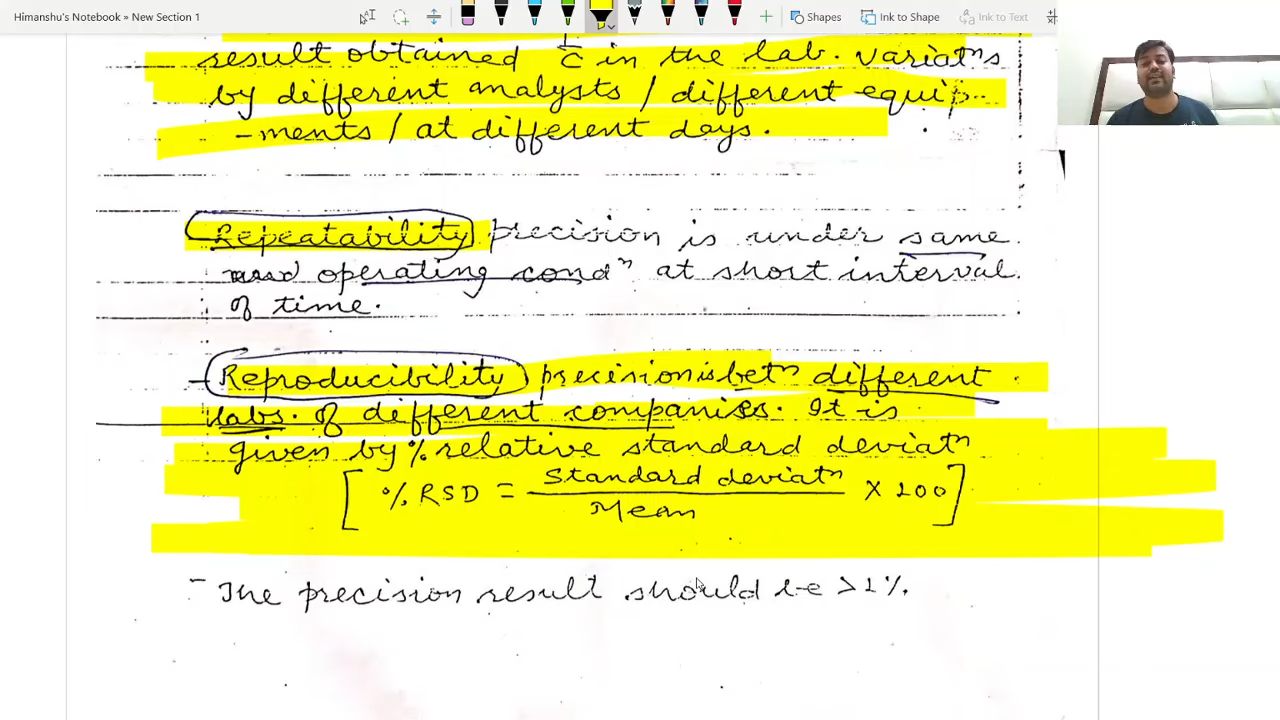 Himanshu's Notebook » New Section 1
Shapes
Ink to Shape
Ink to Text
result obtained c̄ in the lab. variatn
by different analysts / different equip-
-ments / at different days.
Repeatability precision is under same
operating condn at short interval
of time.
- Reproducibility precision is betn different
labs. of different companies. It is
given by % relative standard deviatn
[ % RSD = Standard deviatn / Mean × 100 ]
- The precision result should be >1%.